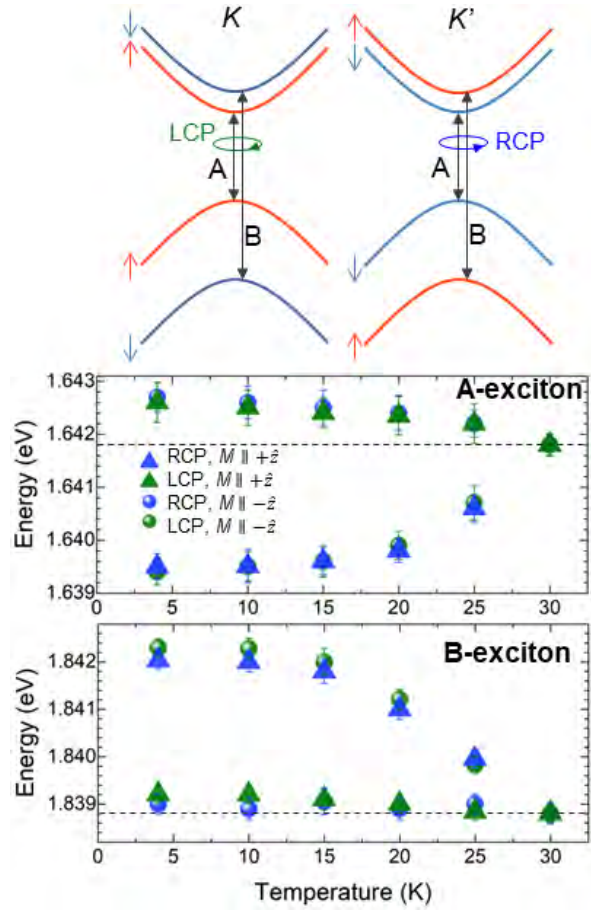 K
K'
LCP
RCP
A
A
B
B
A-exciton
1.643
1.642
1.641
1.640
1.639
Energy (eV)
RCP, M ∥ +ẑ
LCP, M ∥ +ẑ
RCP, M ∥ −ẑ
LCP, M ∥ −ẑ
0 5 10 15 20 25 30
B-exciton
1.842
1.841
1.840
1.839
Energy (eV)
0 5 10 15 20 25 30
Temperature (K)